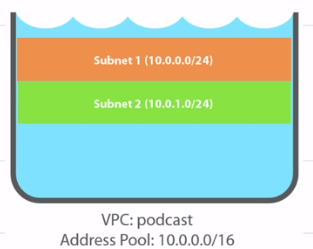 Subnet 1 (10.0.0.0/24)
Subnet 2 (10.0.1.0/24)
VPC: podcast
Address Pool: 10.0.0.0/16